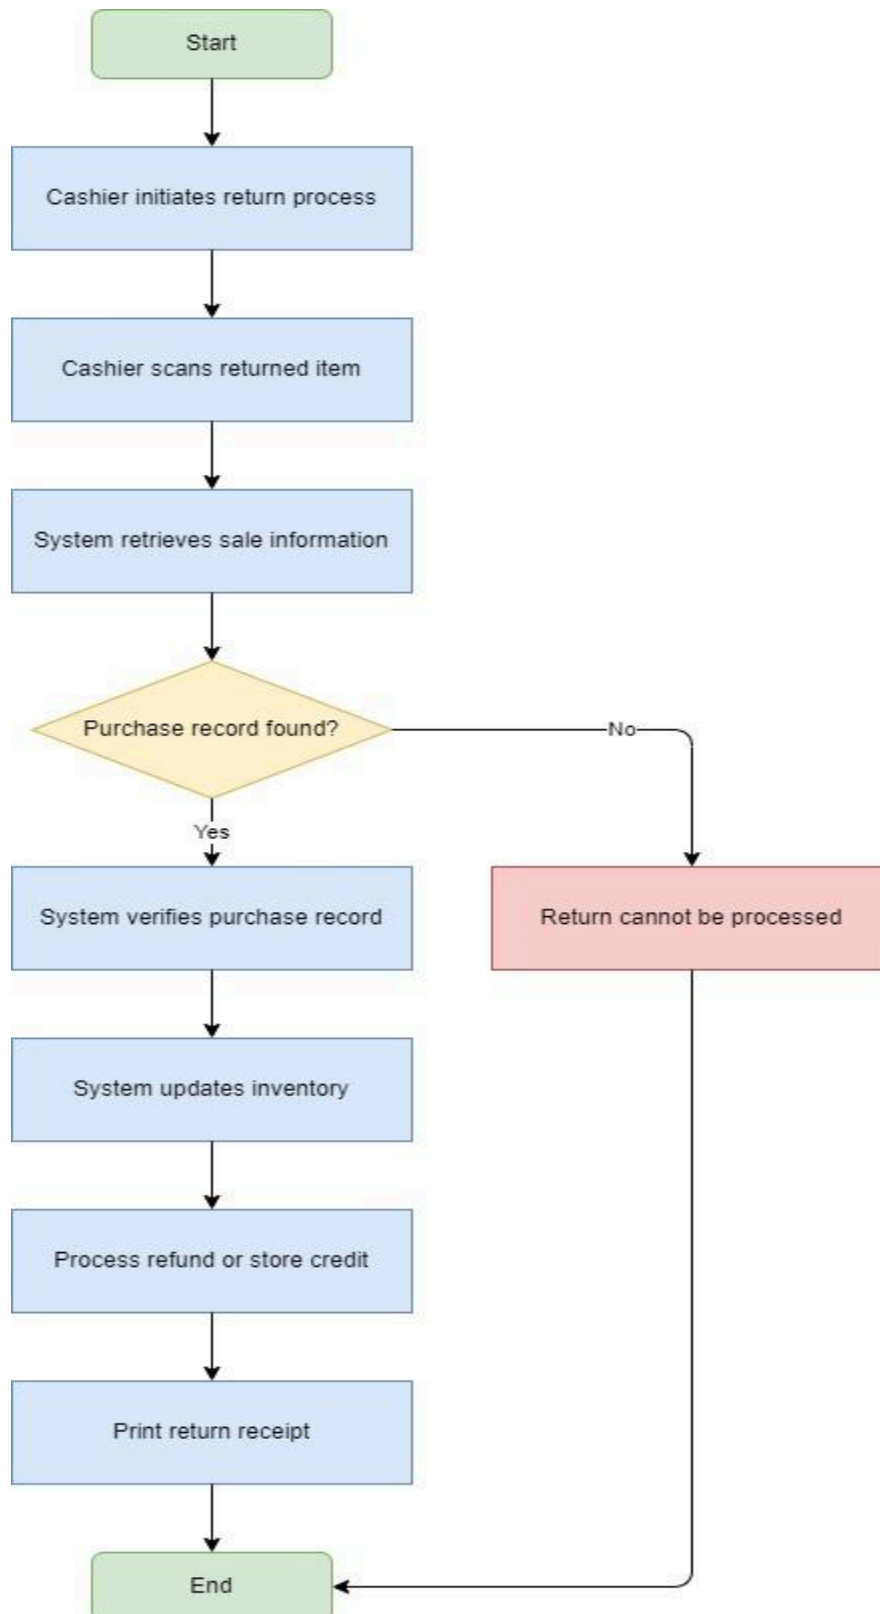 Start
Cashier initiates return process
Cashier scans returned item
System retrieves sale information
Purchase record found?
No
Yes
System verifies purchase record
Return cannot be processed
System updates inventory
Process refund or store credit
Print return receipt
End